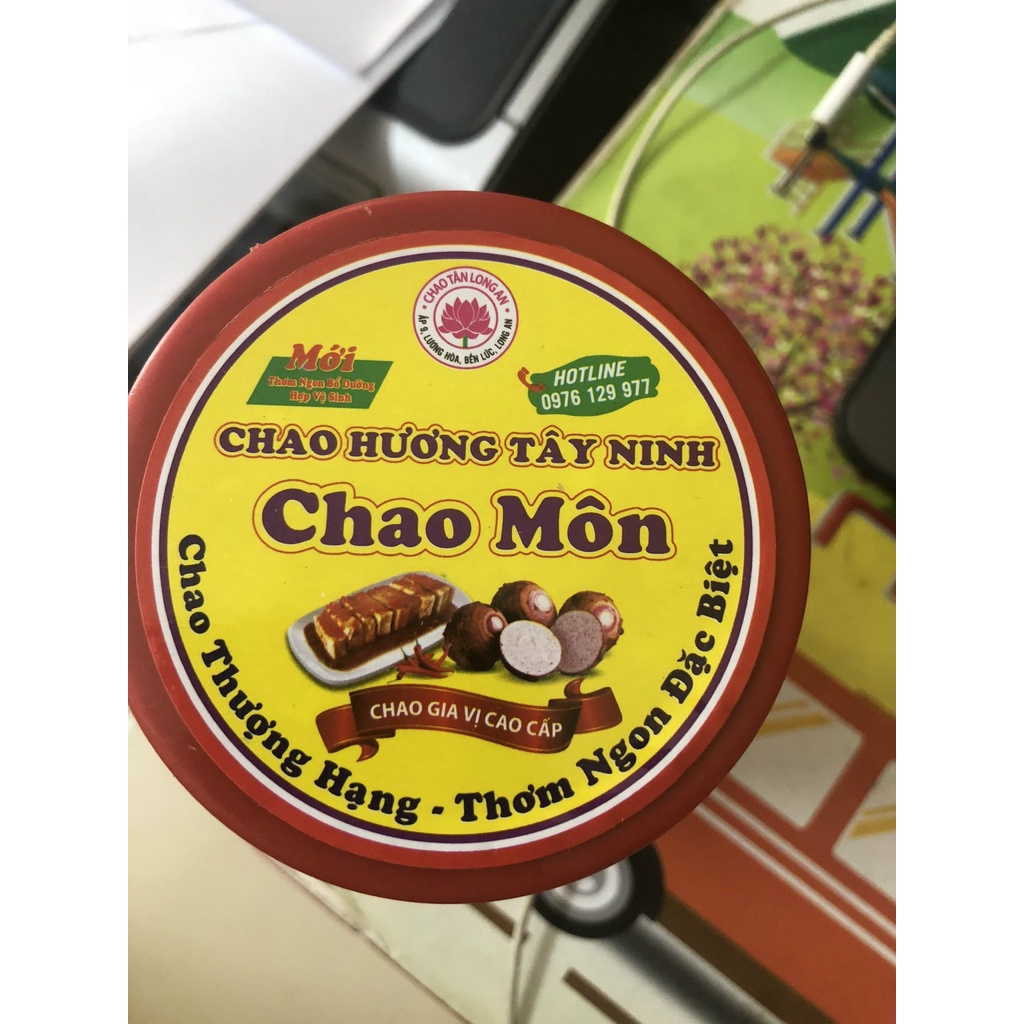 CHAO TÂN LONG AN
ẤP 9, LƯƠNG HÒA, BẾN LỨC, LONG AN
Mới
Thơm Ngon Bổ Dưỡng
Hợp Vệ Sinh
HOTLINE
0976 129 977
CHAO HƯƠNG TÂY NINH
Chao Môn
CHAO GIA VỊ CAO CẤP
Chao Thượng Hạng - Thơm Ngon Đặc Biệt